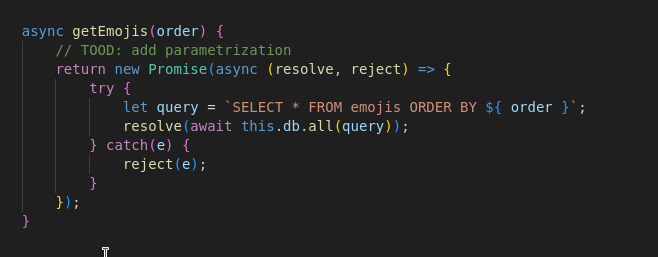 async getEmojis(order) {
// TOOD: add parametrization
return new Promise(async (resolve, reject) => {
try {
let query = `SELECT * FROM emojis ORDER BY ${ order }`;
resolve(await this.db.all(query));
} catch(e) {
reject(e);
}
});
}